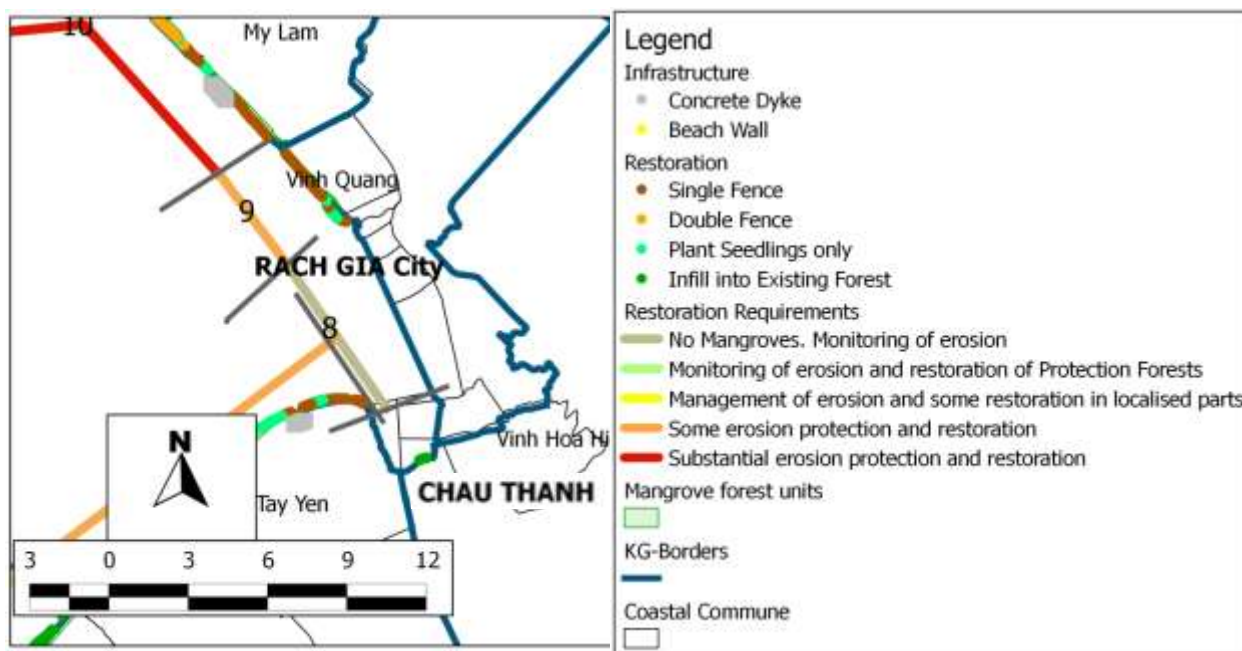 10
My Lam
Vinh Quang
9
RACH GIA City
8
N
Vinh Hoa Hi
CHAU THANH
Tay Yen
3 0 3 6 9 12
Legend
Infrastructure
Concrete Dyke
Beach Wall
Restoration
Single Fence
Double Fence
Plant Seedlings only
Infill into Existing Forest
Restoration Requirements
No Mangroves. Monitoring of erosion
Monitoring of erosion and restoration of Protection Forests
Management of erosion and some restoration in localised parts
Some erosion protection and restoration
Substantial erosion protection and restoration
Mangrove forest units
KG-Borders
Coastal Commune